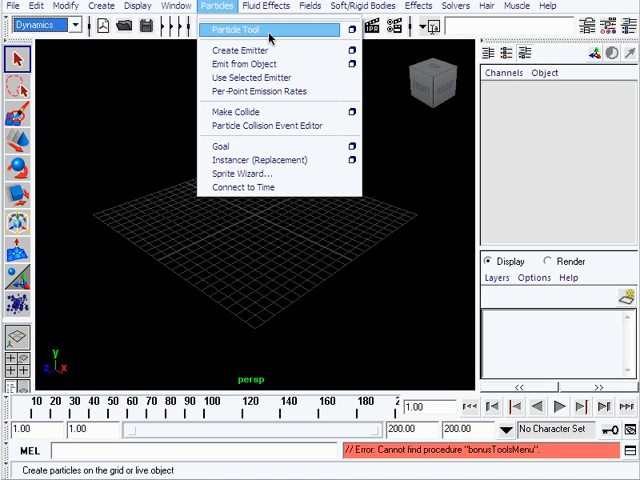 File Edit Modify Create Display Window Particles Fluid Effects Fields Soft/Rigid Bodies Effects Solvers Hair Muscle Help
Dynamics
Particle Tool
Create Emitter
Emit from Object
Use Selected Emitter
Per-Point Emission Rates
Make Collide
Particle Collision Event Editor
Goal
Instancer (Replacement)
Sprite Wizard...
Connect to Time
Channels Object
Display Render
Layers Options Help
y
z x
persp
<< >>
10 20 30 40 50 60 70 80 90 100 120 140 160 180 2
1.00
1.00 1.00 200.00 200.00 No Character Set
MEL // Error: Cannot find procedure "bonusToolsMenu".
Create particles on the grid or live object